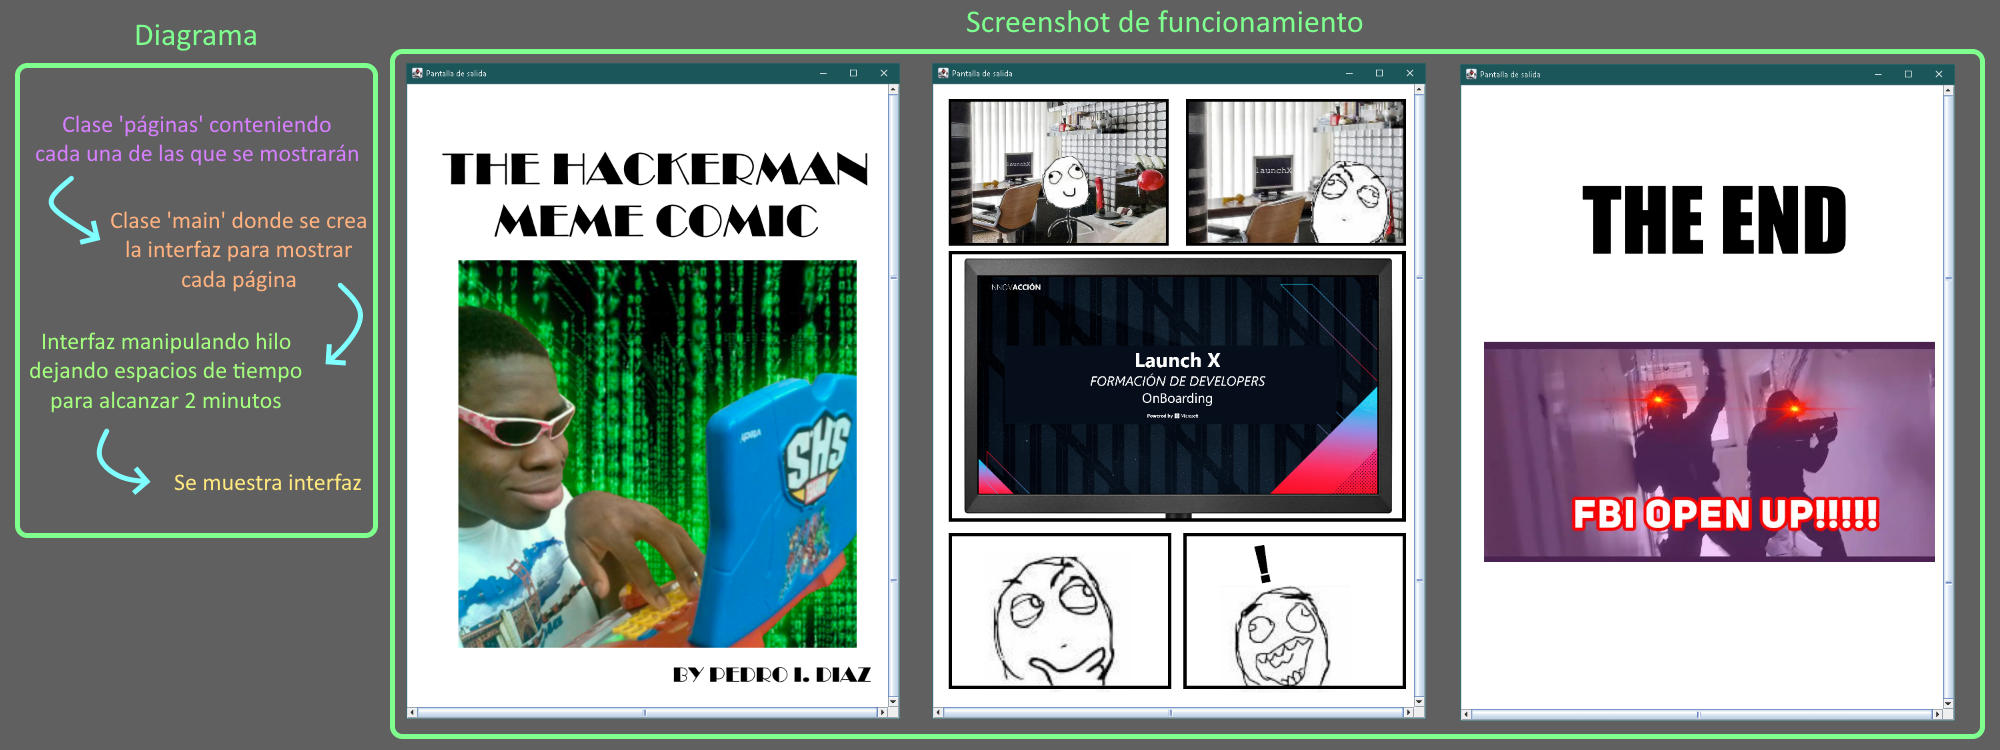 Diagrama
Clase 'páginas' conteniendo
cada una de las que se mostrarán
Clase 'main' donde se crea
la interfaz para mostrar
cada página
Interfaz manipulando hilo
dejando espacios de tiempo
para alcanzar 2 minutos
Se muestra interfaz
Screenshot de funcionamiento
Pantalla de salida
THE HACKERMAN
MEME COMIC
SHS
BY PEDRO I. DIAZ
Pantalla de salida
launchX
launchX
INNOVACCIÓN
Launch X
FORMACIÓN DE DEVELOPERS
OnBoarding
Powered by Microsoft
!
Pantalla de salida
THE END
FBI OPEN UP!!!!!